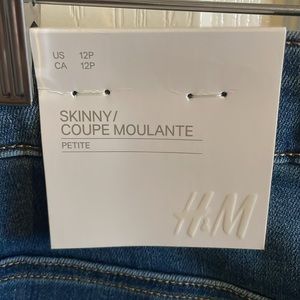 US 12P
CA 12P
SKINNY/
COUPE MOULANTE
PETITE
H&M